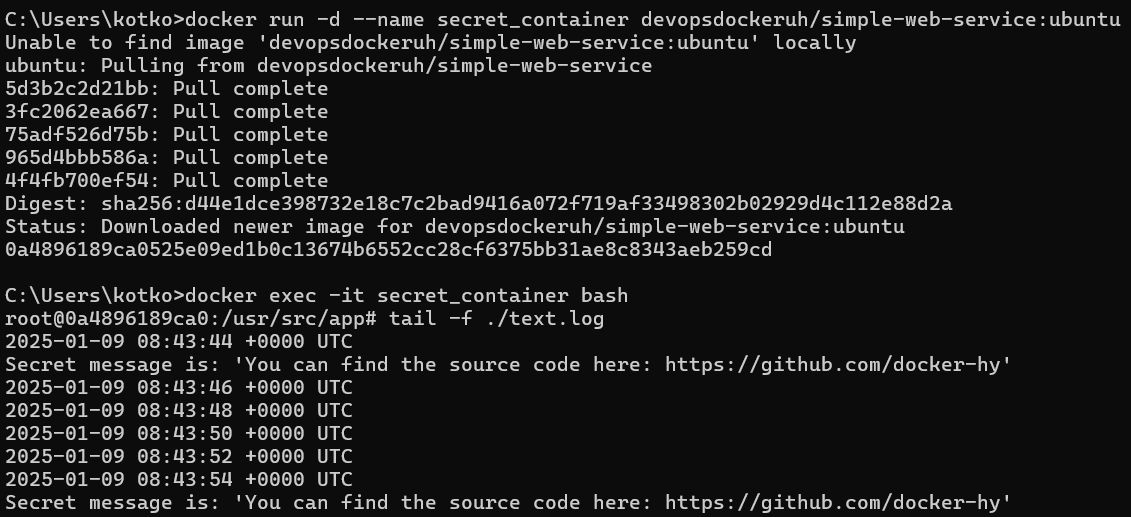 C:\Users\kotko>docker run -d --name secret_container devopsdockeruh/simple-web-service:ubuntu
Unable to find image 'devopsdockeruh/simple-web-service:ubuntu' locally
ubuntu: Pulling from devopsdockeruh/simple-web-service
5d3b2c2d21bb: Pull complete
3fc2062ea667: Pull complete
75adf526d75b: Pull complete
965d4bbb586a: Pull complete
4f4fb700ef54: Pull complete
Digest: sha256:d44e1dce398732e18c7c2bad9416a072f719af33498302b02929d4c112e88d2a
Status: Downloaded newer image for devopsdockeruh/simple-web-service:ubuntu
0a4896189ca0525e09ed1b0c13674b6552cc28cf6375bb31ae8c8343aeb259cd
C:\Users\kotko>docker exec -it secret_container bash
root@0a4896189ca0:/usr/src/app# tail -f ./text.log
2025-01-09 08:43:44 +0000 UTC
Secret message is: 'You can find the source code here: https://github.com/docker-hy'
2025-01-09 08:43:46 +0000 UTC
2025-01-09 08:43:48 +0000 UTC
2025-01-09 08:43:50 +0000 UTC
2025-01-09 08:43:52 +0000 UTC
2025-01-09 08:43:54 +0000 UTC
Secret message is: 'You can find the source code here: https://github.com/docker-hy'